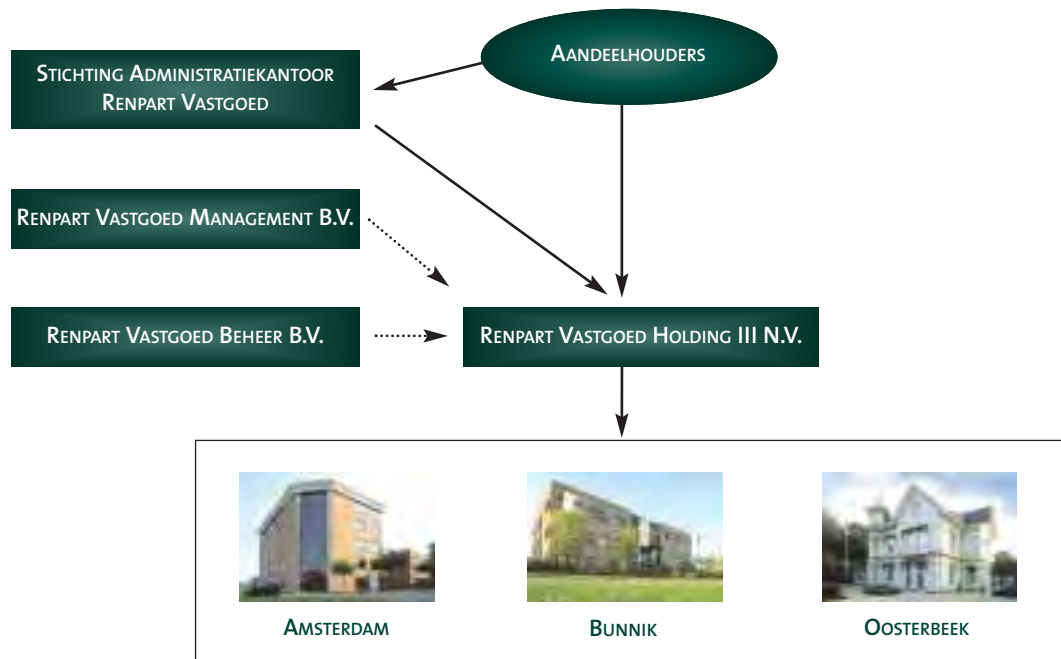 AANDEELHOUDERS
STICHTING ADMINISTRATIEKANTOOR
RENPART VASTGOED
RENPART VASTGOED MANAGEMENT B.V.
RENPART VASTGOED BEHEER B.V.
RENPART VASTGOED HOLDING III N.V.
AMSTERDAM
BUNNIK
OOSTERBEEK